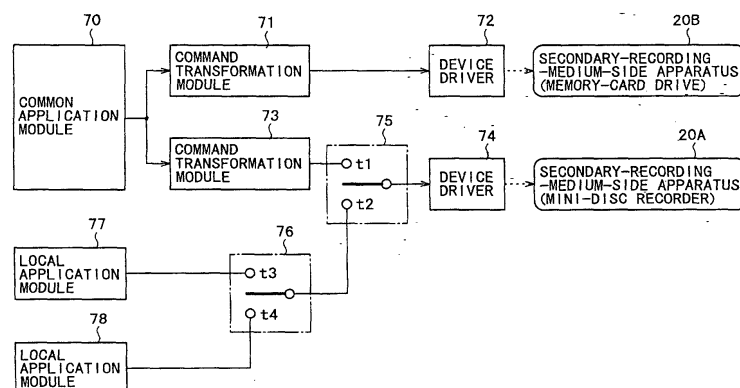 70
COMMON
APPLICATION
MODULE
71
COMMAND
TRANSFORMATION
MODULE
72
DEVICE
DRIVER
20B
SECONDARY-RECORDING
-MEDIUM-SIDE APPARATUS
(MEMORY-CARD DRIVE)
73
COMMAND
TRANSFORMATION
MODULE
75
t1
t2
74
DEVICE
DRIVER
20A
SECONDARY-RECORDING
-MEDIUM-SIDE APPARATUS
(MINI-DISC RECORDER)
77
LOCAL
APPLICATION
MODULE
76
t3
t4
78
LOCAL
APPLICATION
MODULE